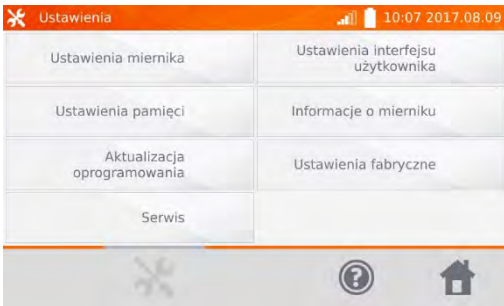 Ustawienia
10:07 2017.08.09
Ustawienia miernika
Ustawienia interfejsu
użytkownika
Ustawienia pamięci
Informacje o mierniku
Aktualizacja
oprogramowania
Ustawienia fabryczne
Serwis
?